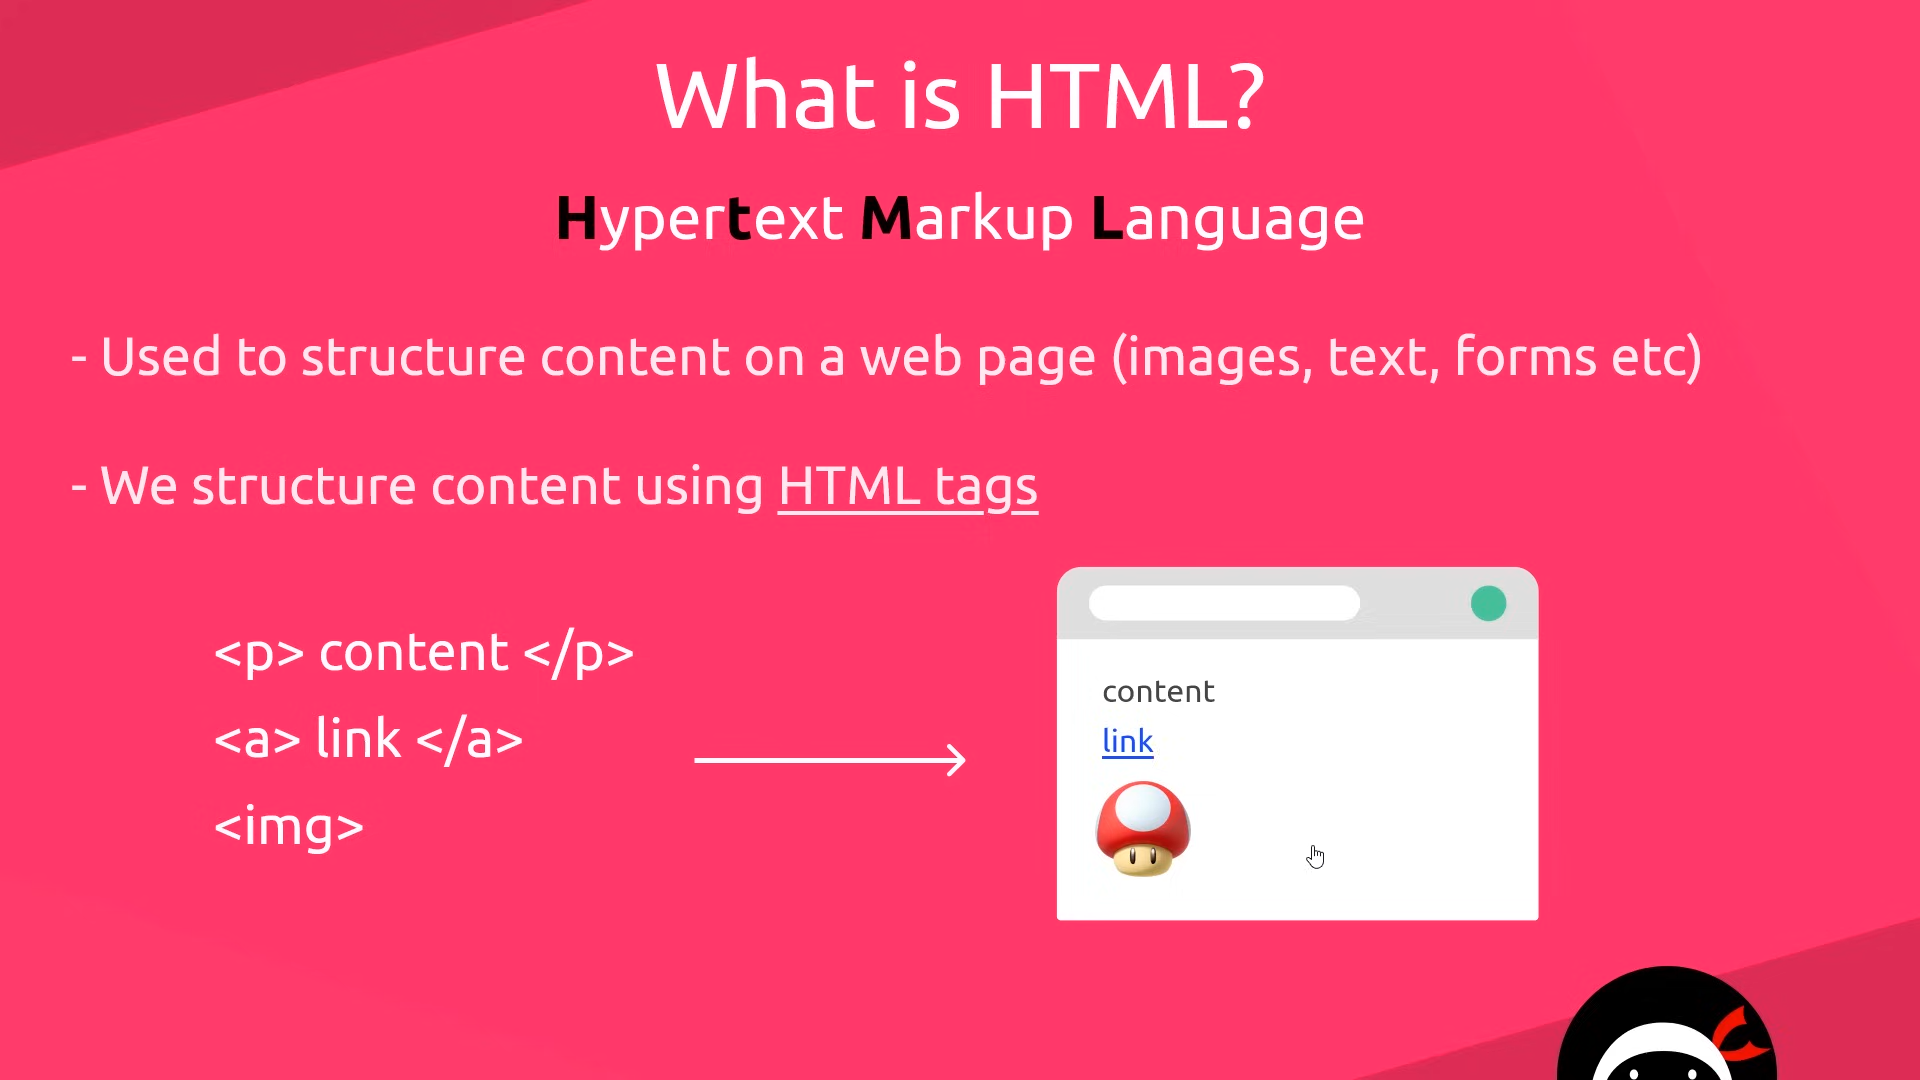 What is HTML?
Hypertext Markup Language
- Used to structure content on a web page (images, text, forms etc)
- We structure content using HTML tags
<p> content </p>
<a> link </a>
<img>
content
link